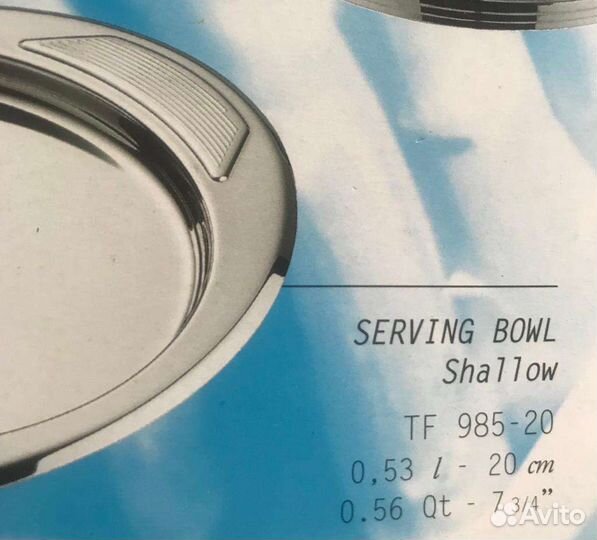 SERVING BOWL
Shallow
TF 985-20
0,53 l - 20 cm
0.56 Qt - 7 3/4"
Avito